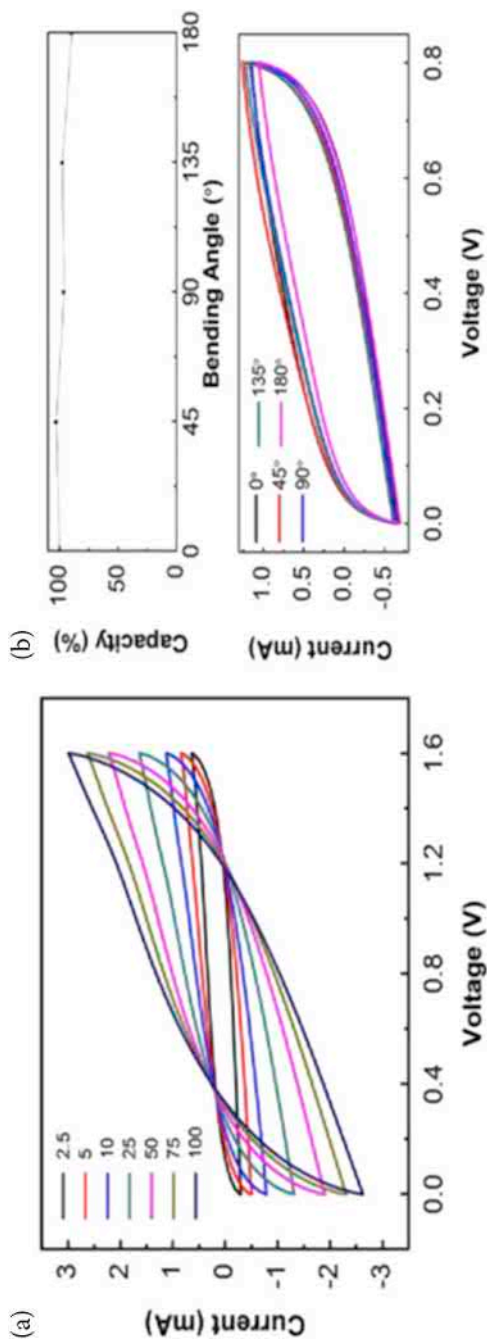 (a)
2.5
5
10
25
50
75
100
3
2
1
0
-1
-2
-3
Current (mA)
0.0 0.4 0.8 1.2 1.6
Voltage (V)
(b)
100
50
0
Capacity (%)
0 45 90 135 180
Bending Angle (°)
0° 135°
45° 180°
90°
1.0
0.5
0.0
-0.5
Current (mA)
0.0 0.2 0.4 0.6 0.8
Voltage (V)